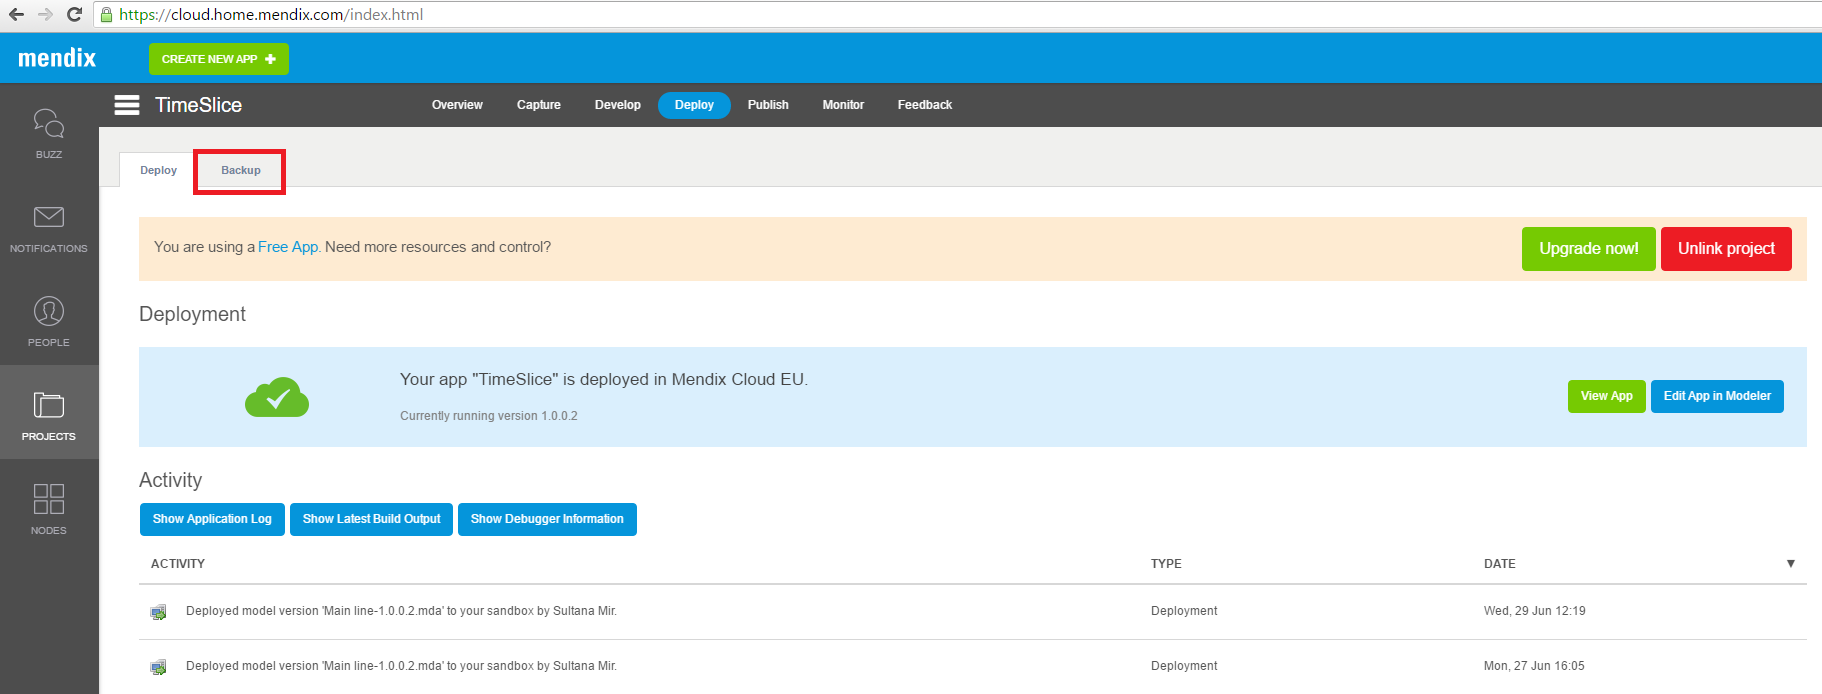 https://cloud.home.mendix.com/index.html
mendix
CREATE NEW APP
TimeSlice
Overview Capture Develop Deploy Publish Monitor Feedback
BUZZ
NOTIFICATIONS
PEOPLE
PROJECTS
NODES
Deploy Backup
You are using a Free App. Need more resources and control?
Upgrade now! Unlink project
Deployment
Your app "TimeSlice" is deployed in Mendix Cloud EU.
Currently running version 1.0.0.2
View App Edit App in Modeler
Activity
Show Application Log Show Latest Build Output Show Debugger Information
ACTIVITY TYPE DATE
Deployed model version 'Main line-1.0.0.2.mda' to your sandbox by Sultana Mir. Deployment Wed, 29 Jun 12:19
Deployed model version 'Main line-1.0.0.2.mda' to your sandbox by Sultana Mir. Deployment Mon, 27 Jun 16:05